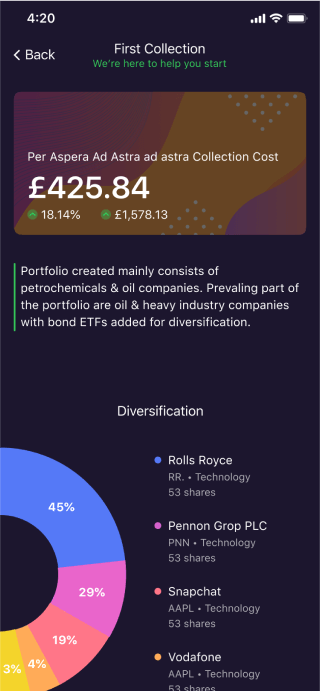 4:20
Back
First Collection
We're here to help you start
Per Aspera Ad Astra ad astra Collection Cost
£425.84
18.14% £1,578.13
Portfolio created mainly consists of
petrochemicals & oil companies. Prevaling part of
the portfolio are oil & heavy industry companies
with bond ETFs added for diversification.
Diversification
45%
29%
19%
4%
3%
Rolls Royce
RR. • Technology
53 shares
Pennon Grop PLC
PNN • Technology
53 shares
Snapchat
AAPL • Technology
53 shares
Vodafone
AAPL • Technology
53 shares